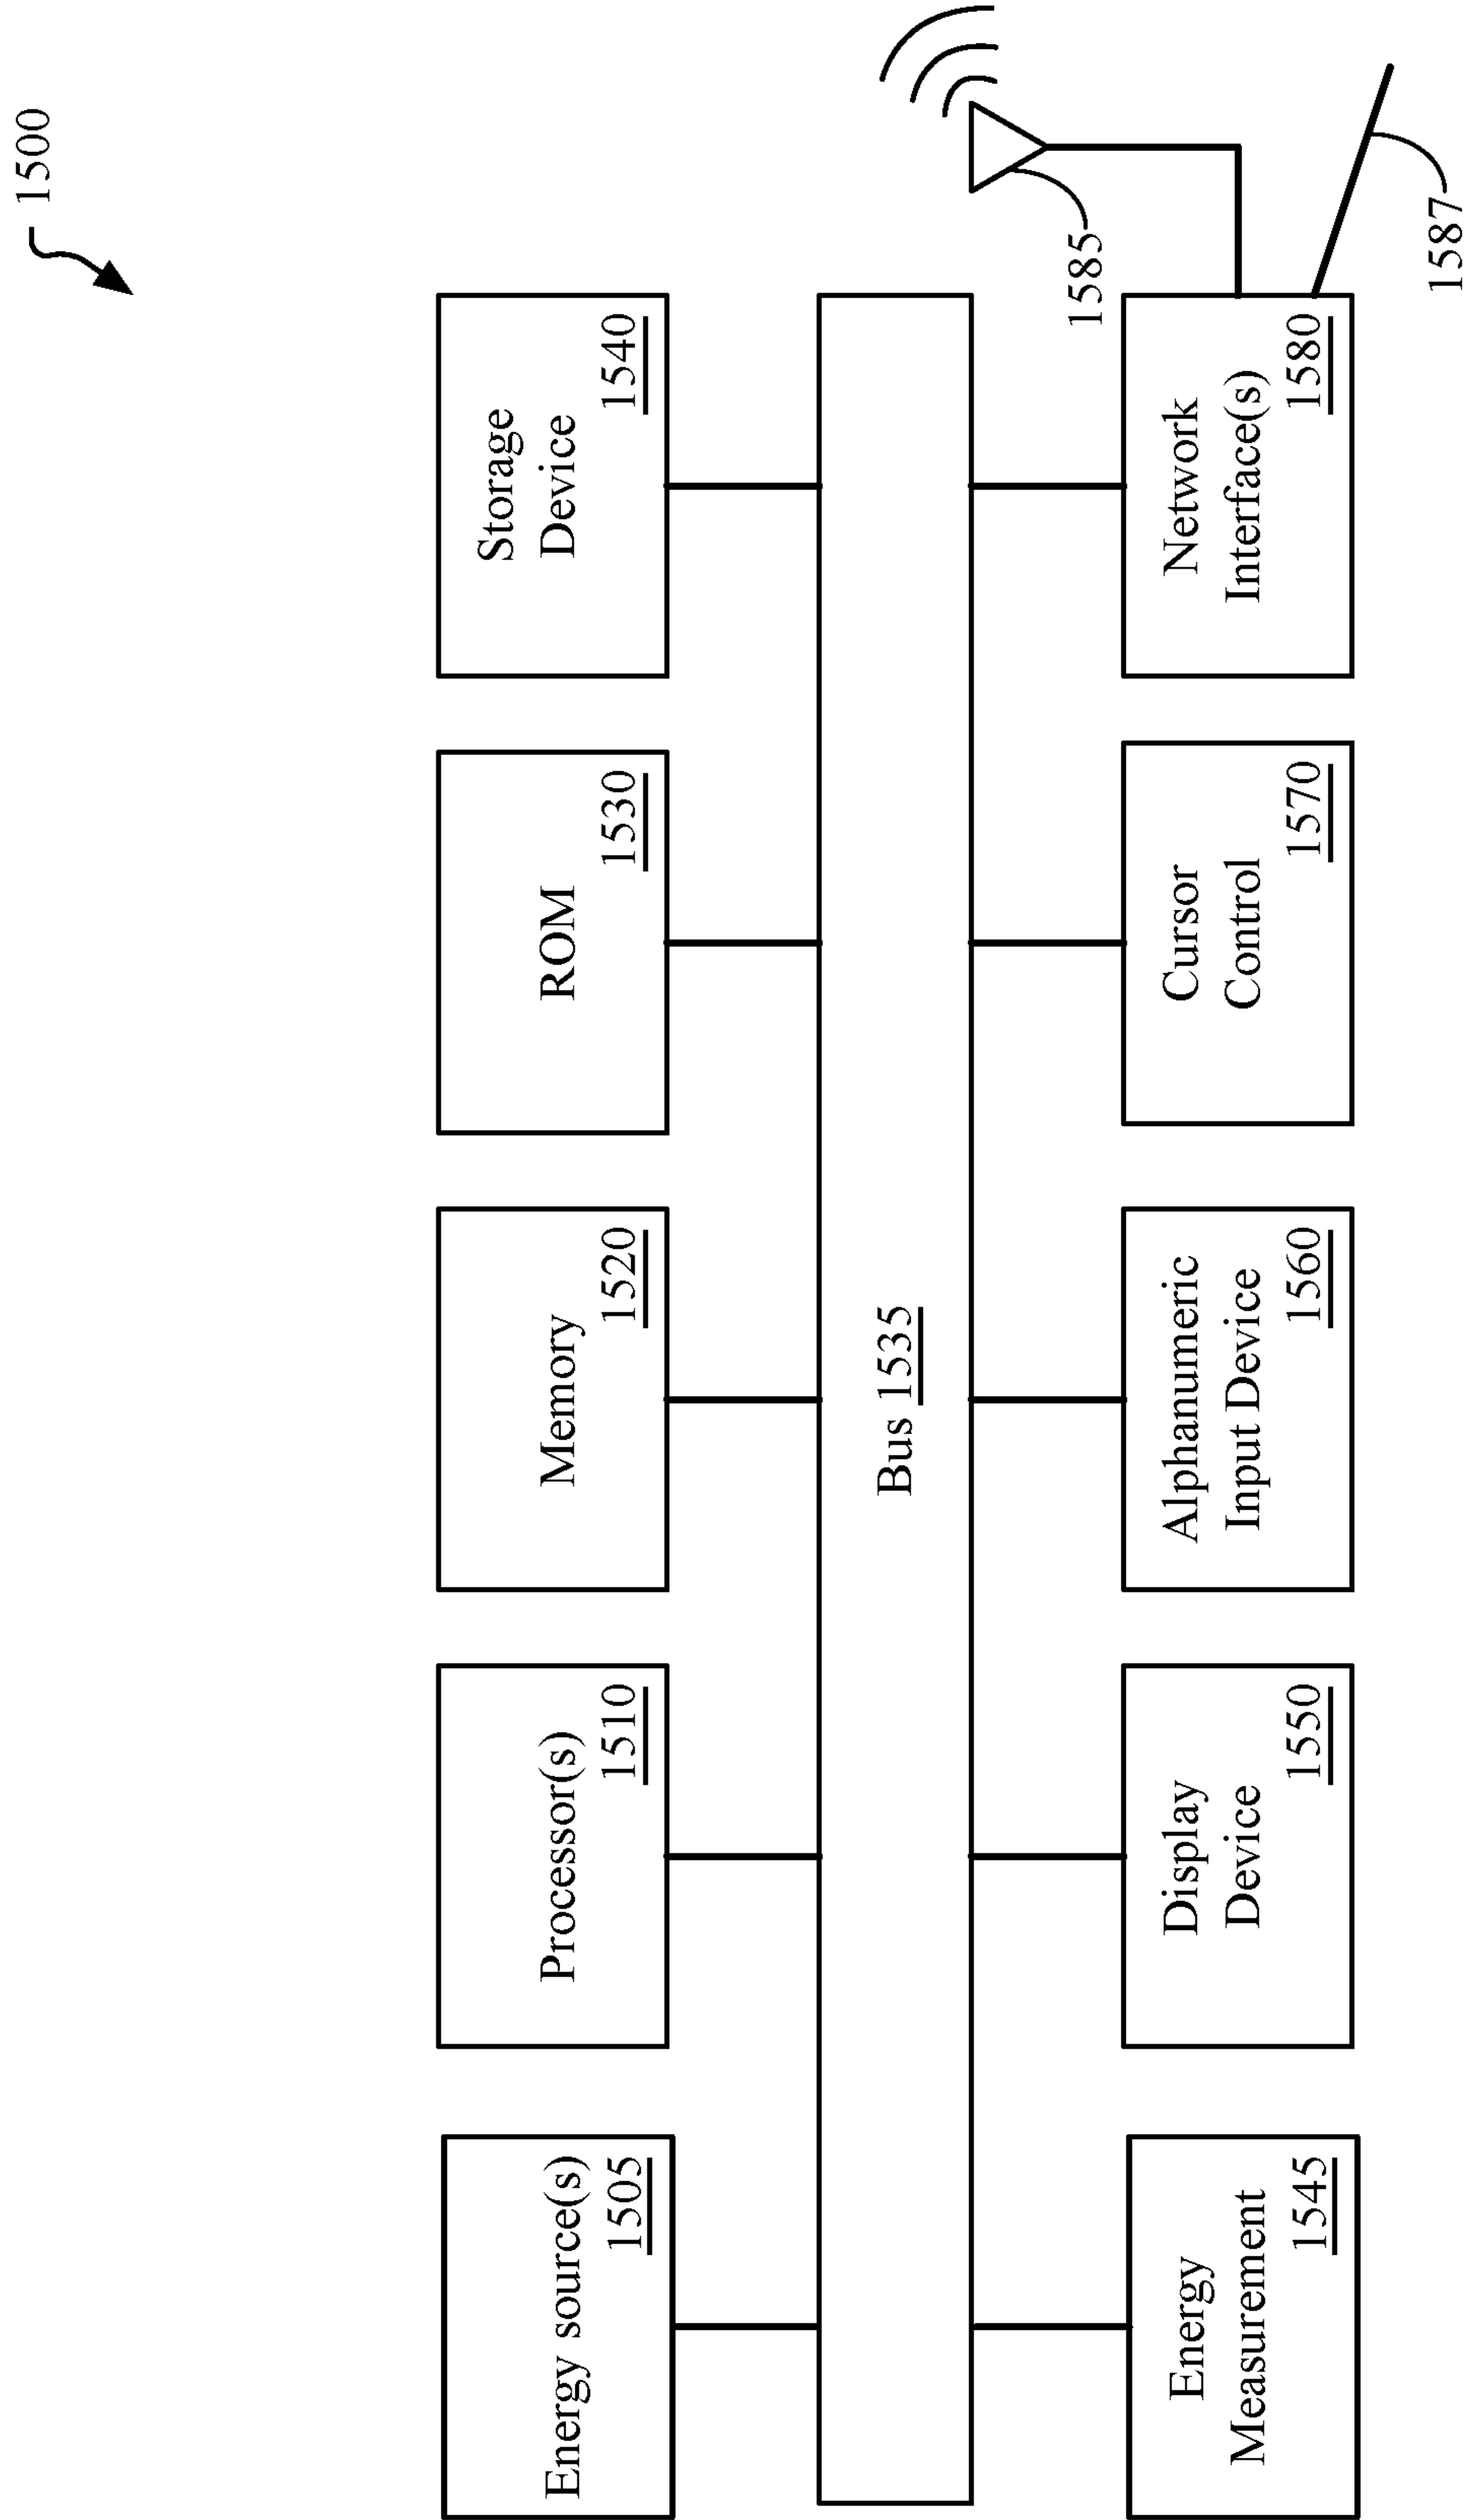 1500
Energy source(s)
1505
Processor(s)
1510
Memory
1520
ROM
1530
Storage
Device
1540
Bus 1535
Energy
Measurement
1545
Display
Device
1550
Alphanumeric
Input Device
1560
Cursor
Control
1570
Network
Interface(s)
1580
1585
1587